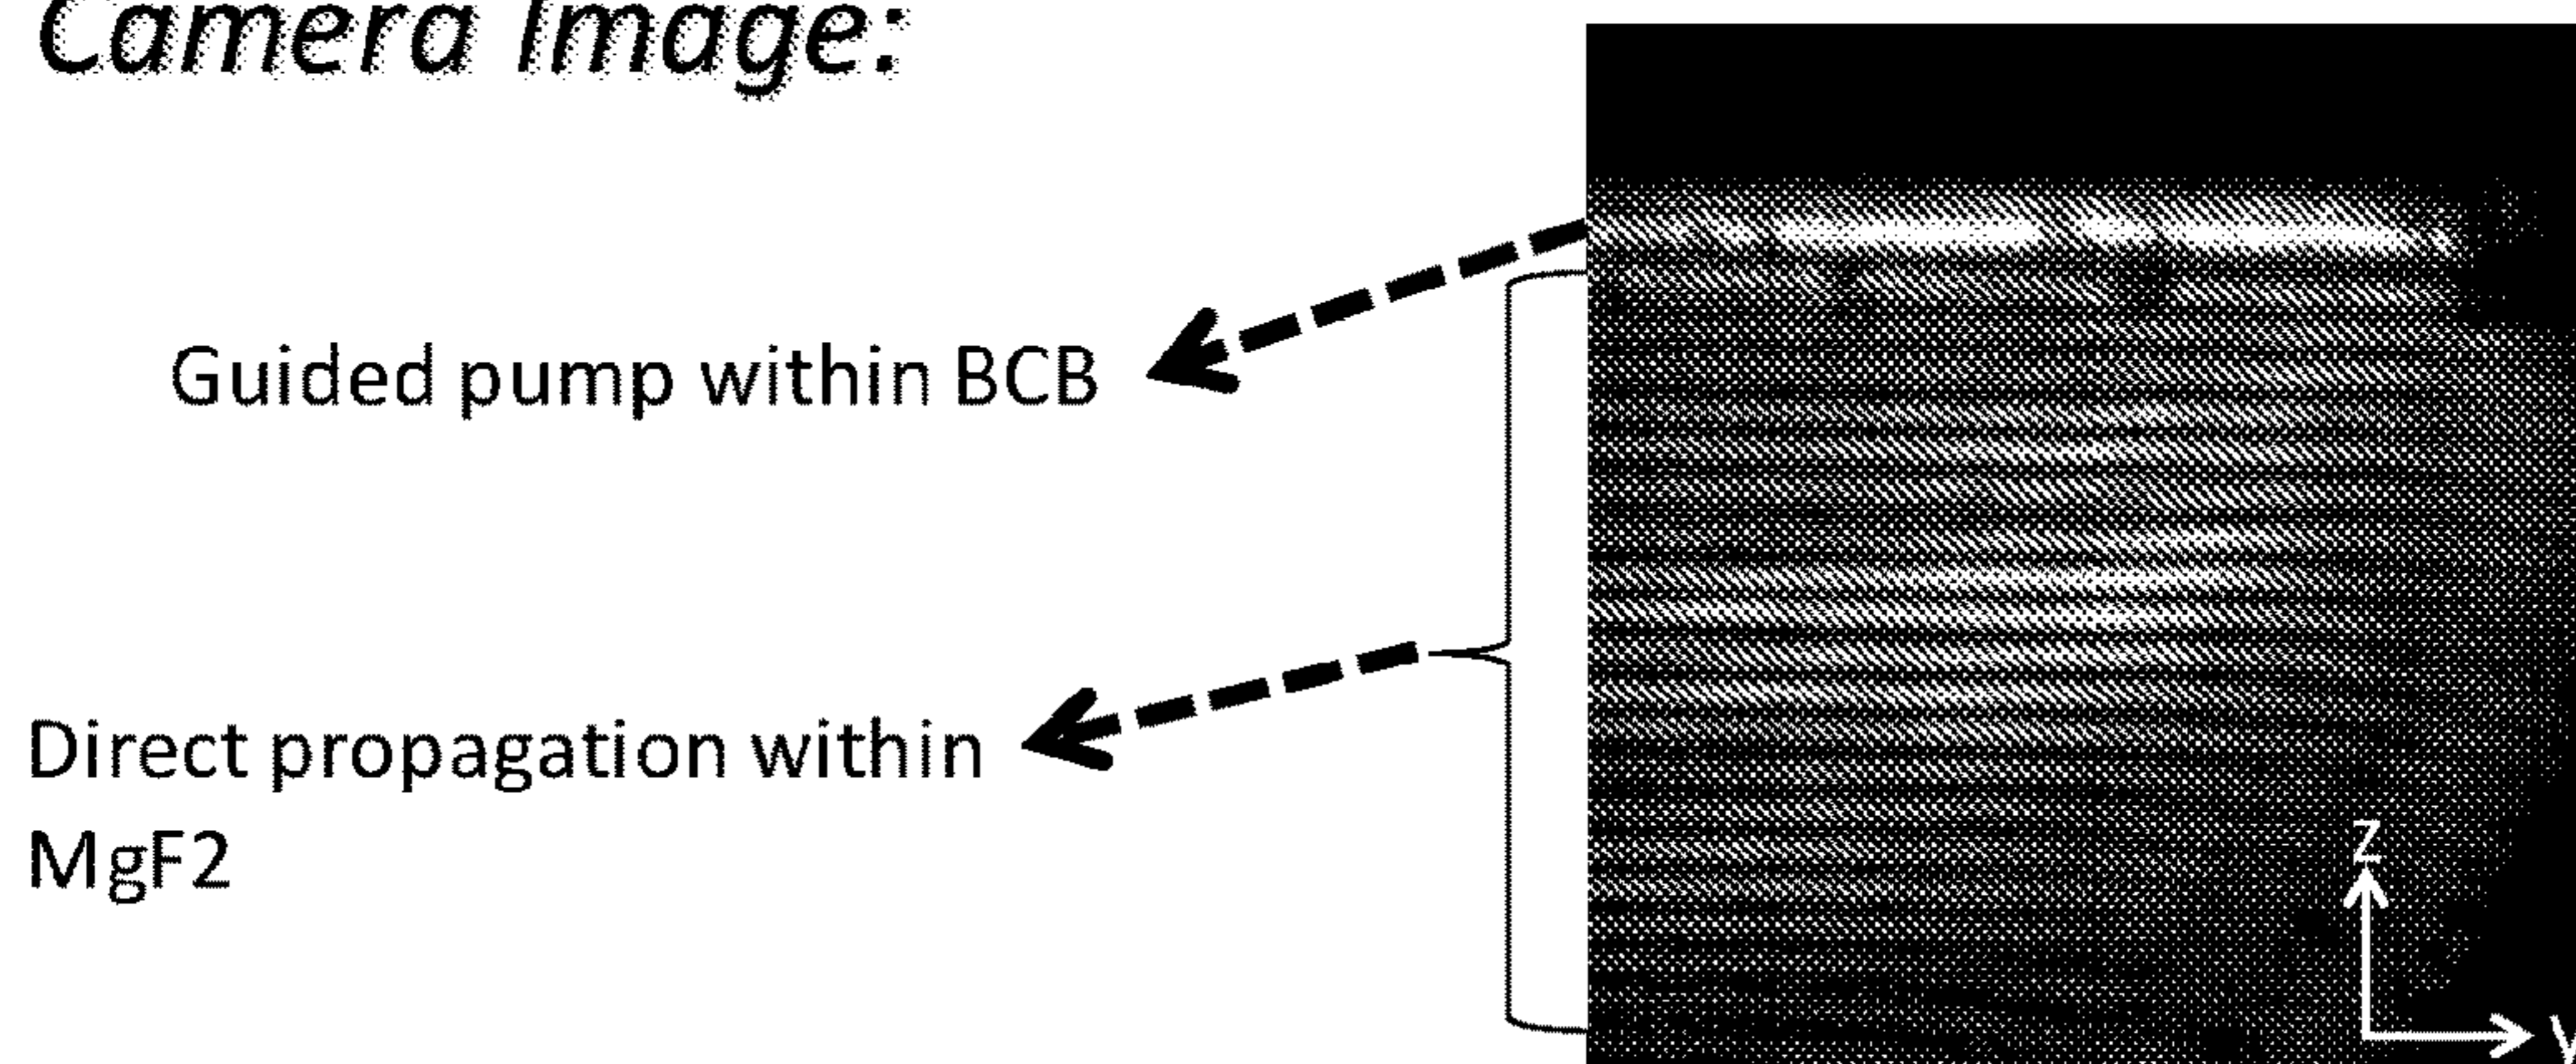 Camera Image:
Guided pump within BCB
Direct propagation within
MgF2
z